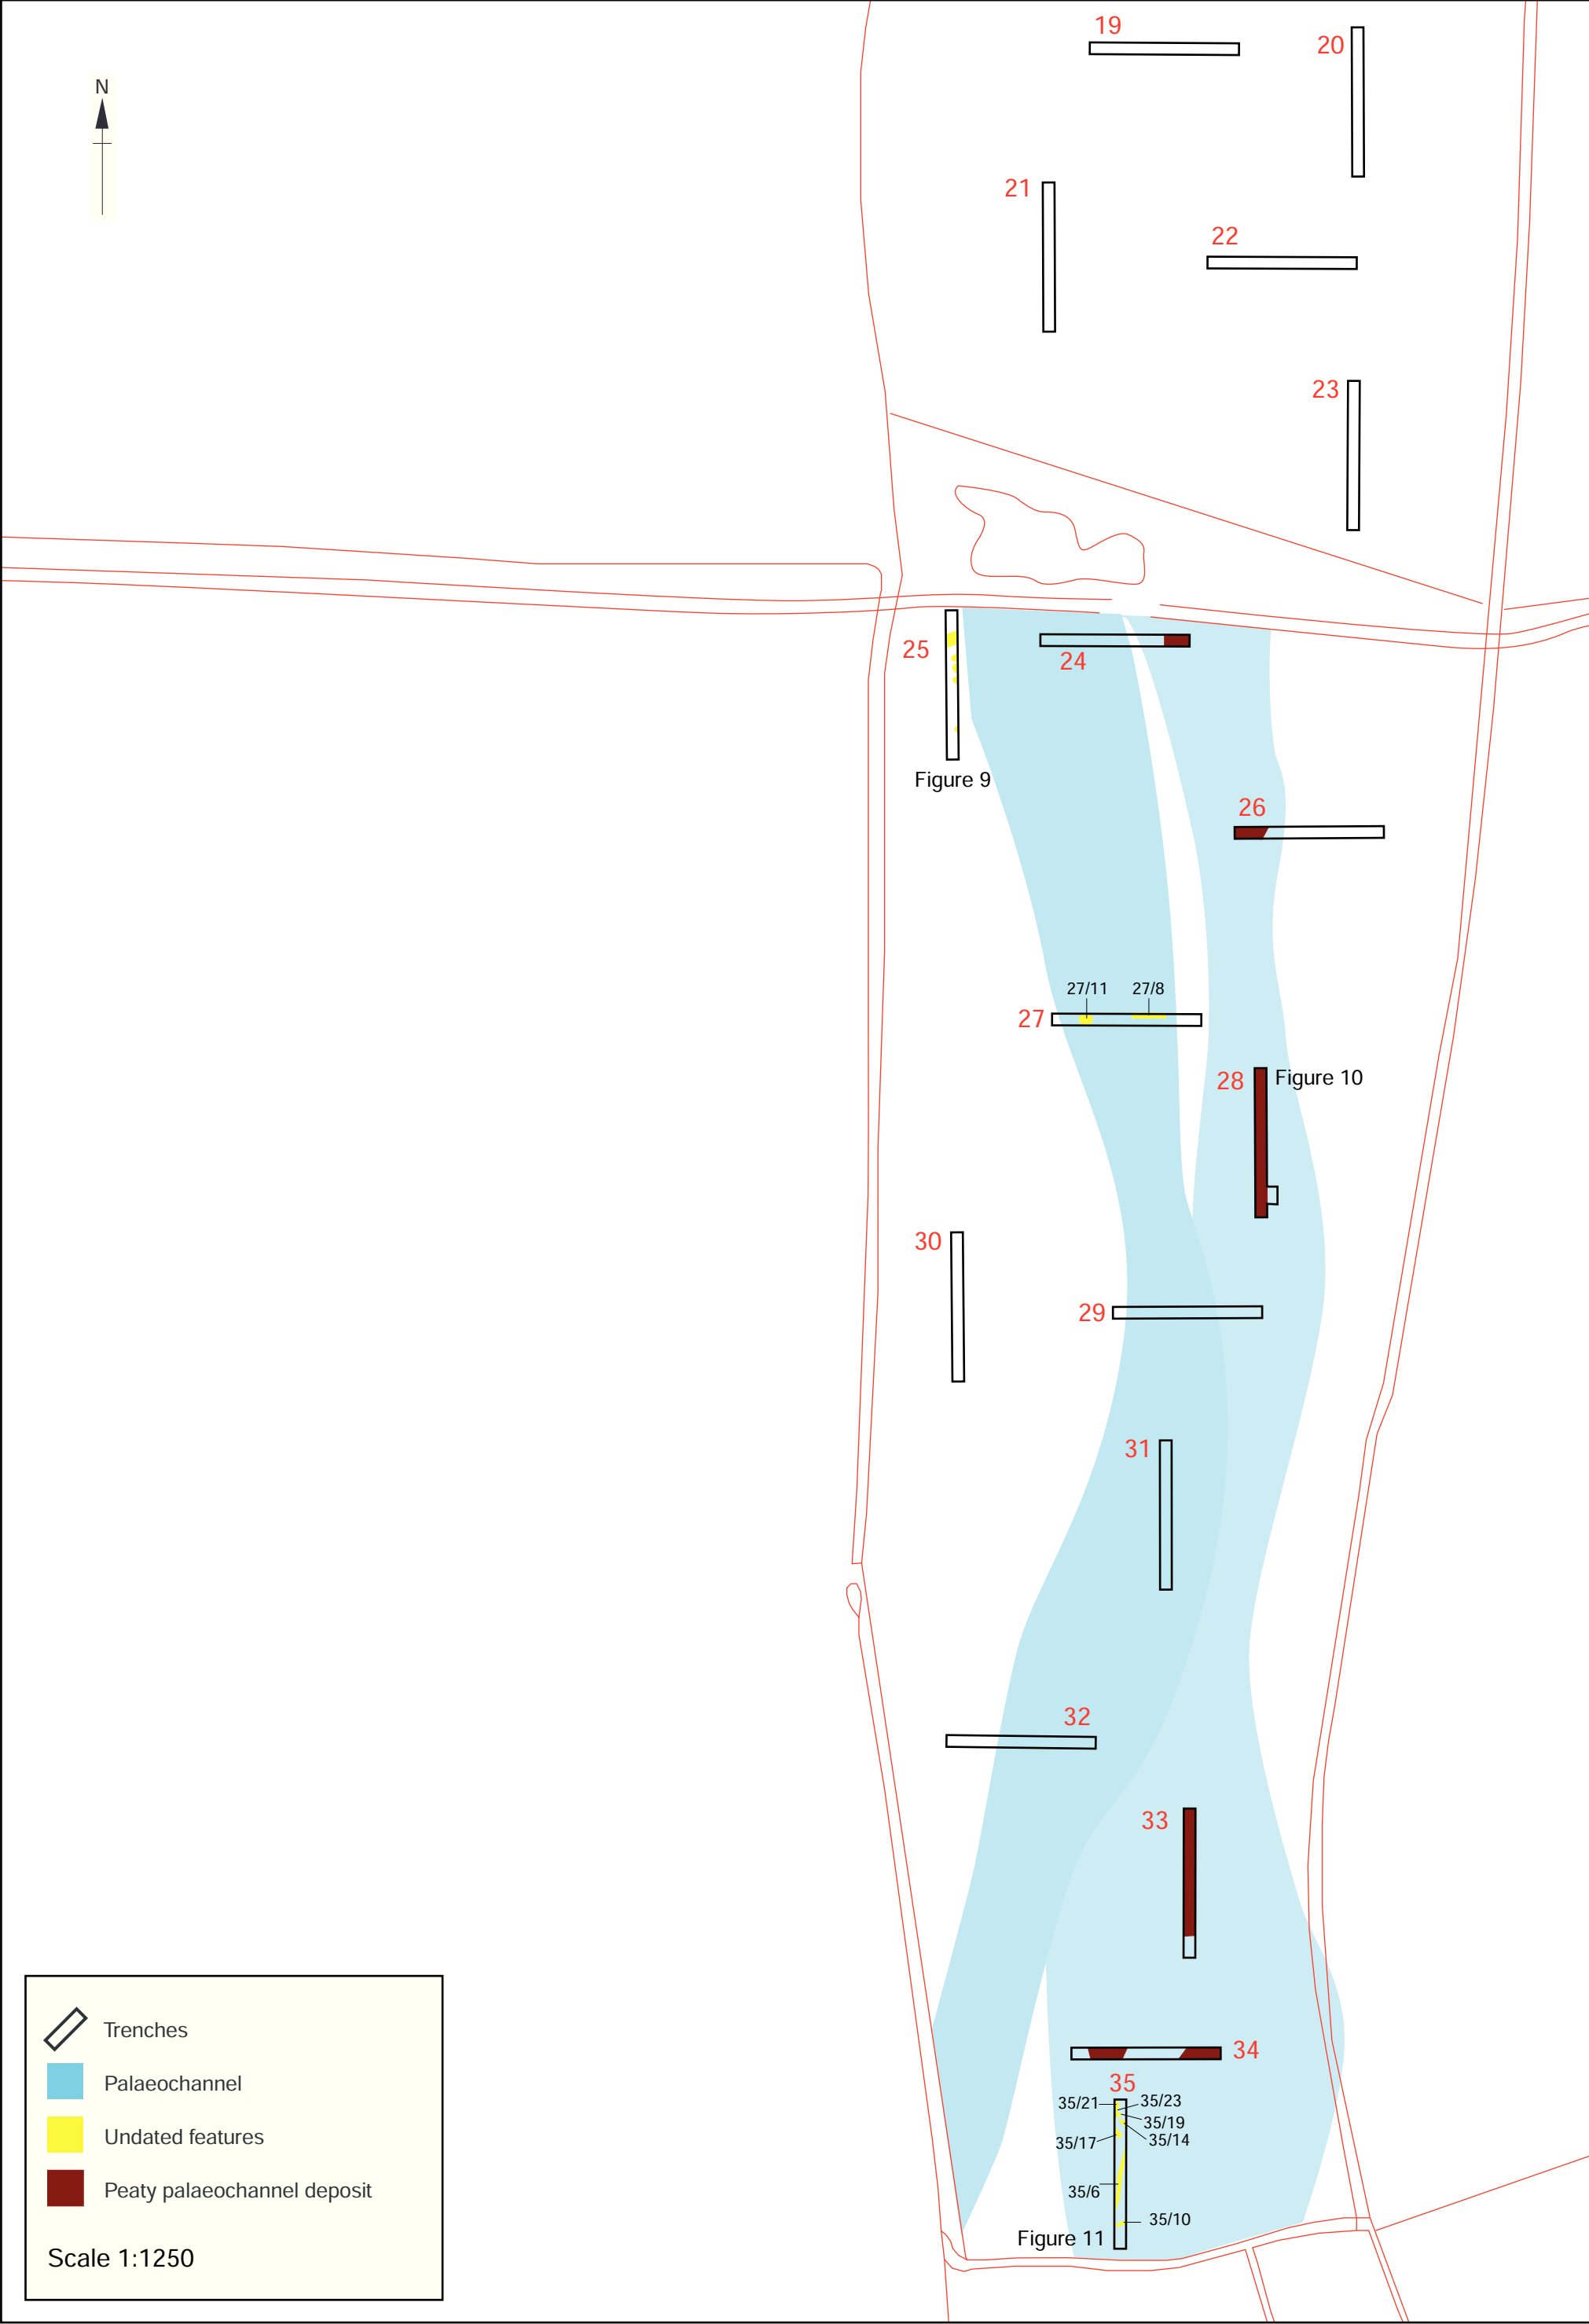 19
20
N
21
22
23
25
24
Figure 9
26
27/11
27/8
27
28
Figure 10
30
29
31
32
33
34
35
35/21
35/23
35/19
35/14
35/17
35/6
35/10
Figure 11
Trenches
Palaeochannel
Undated features
Peaty palaeochannel deposit
Scale 1:1250